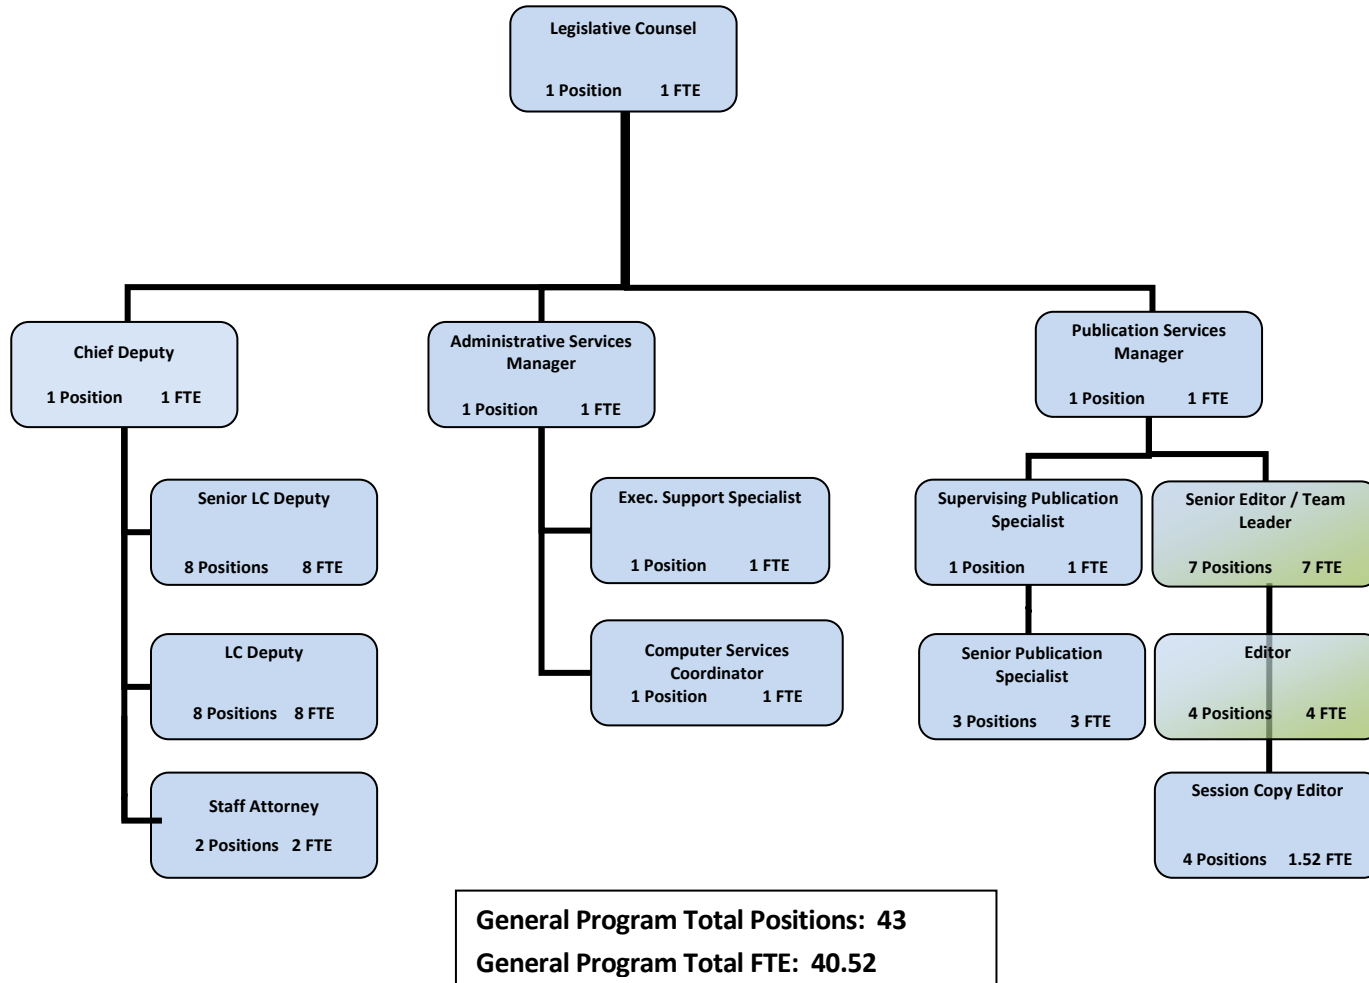 Legislative Counsel
1 Position 1 FTE
Chief Deputy
1 Position 1 FTE
Administrative Services
Manager
1 Position 1 FTE
Publication Services
Manager
1 Position 1 FTE
Senior LC Deputy
8 Positions 8 FTE
Exec. Support Specialist
1 Position 1 FTE
Supervising Publication
Specialist
1 Position 1 FTE
Senior Editor / Team
Leader
7 Positions 7 FTE
LC Deputy
8 Positions 8 FTE
Computer Services
Coordinator
1 Position 1 FTE
Senior Publication
Specialist
3 Positions 3 FTE
Editor
4 Positions 4 FTE
Staff Attorney
2 Positions 2 FTE
Session Copy Editor
4 Positions 1.52 FTE
General Program Total Positions: 43
General Program Total FTE: 40.52